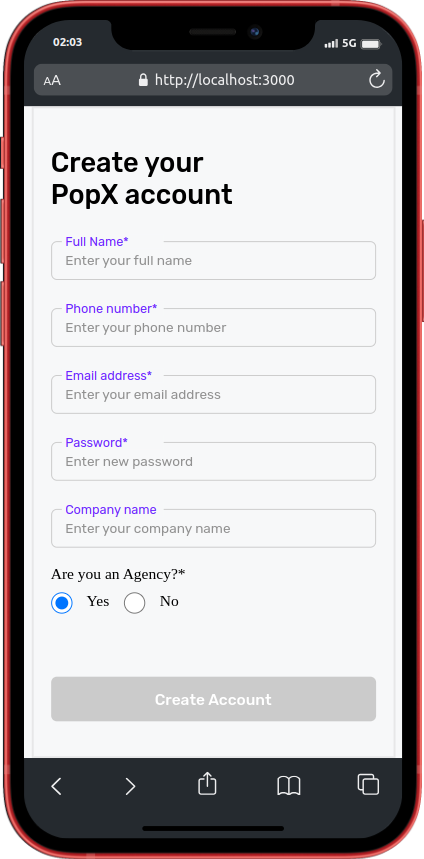 02:03
5G
AA
http://localhost:3000
Create your
PopX account
Full Name*
Enter your full name
Phone number*
Enter your phone number
Email address*
Enter your email address
Password*
Enter new password
Company name
Enter your company name
Are you an Agency?*
Yes No
Create Account